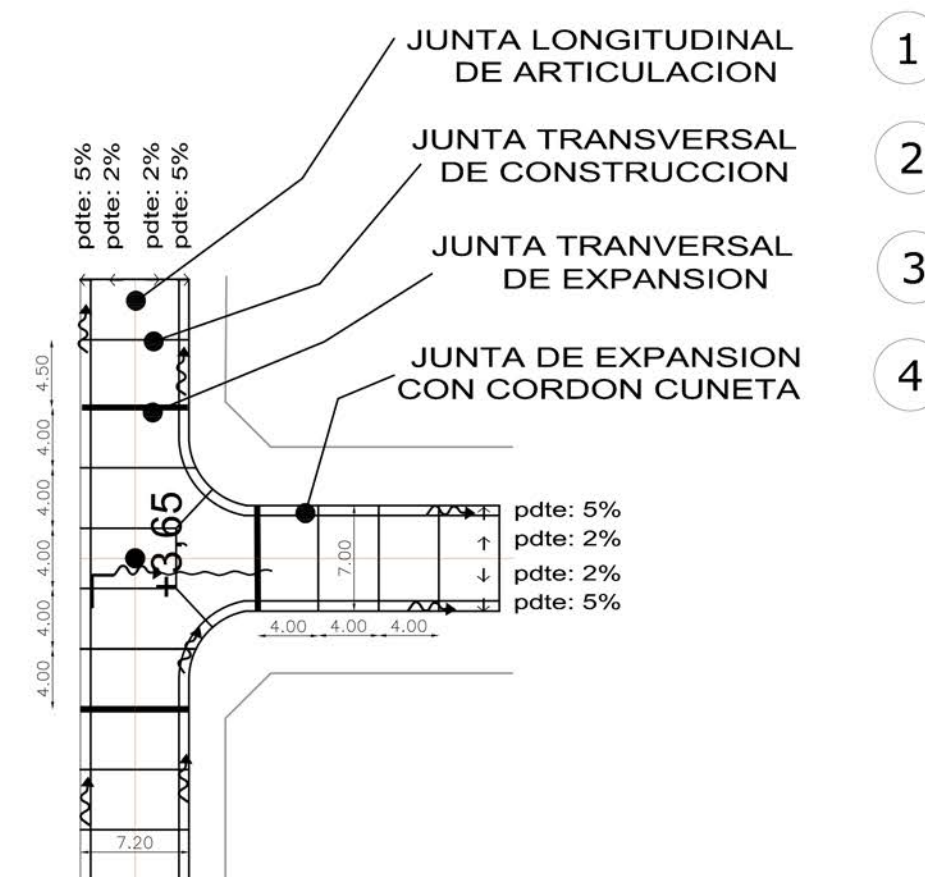 JUNTA LONGITUDINAL
DE ARTICULACION
1
JUNTA TRANSVERSAL
DE CONSTRUCCION
2
JUNTA TRANVERSAL
DE EXPANSION
3
JUNTA DE EXPANSION
CON CORDON CUNETA
4
pdte: 5%
pdte: 2%
pdte: 2%
pdte: 5%
4.50
4.00
4.00
4.00
4.00
4.00
+3,65
7.00
pdte: 5%
pdte: 2%
pdte: 2%
pdte: 5%
4.00
4.00
4.00
7.20